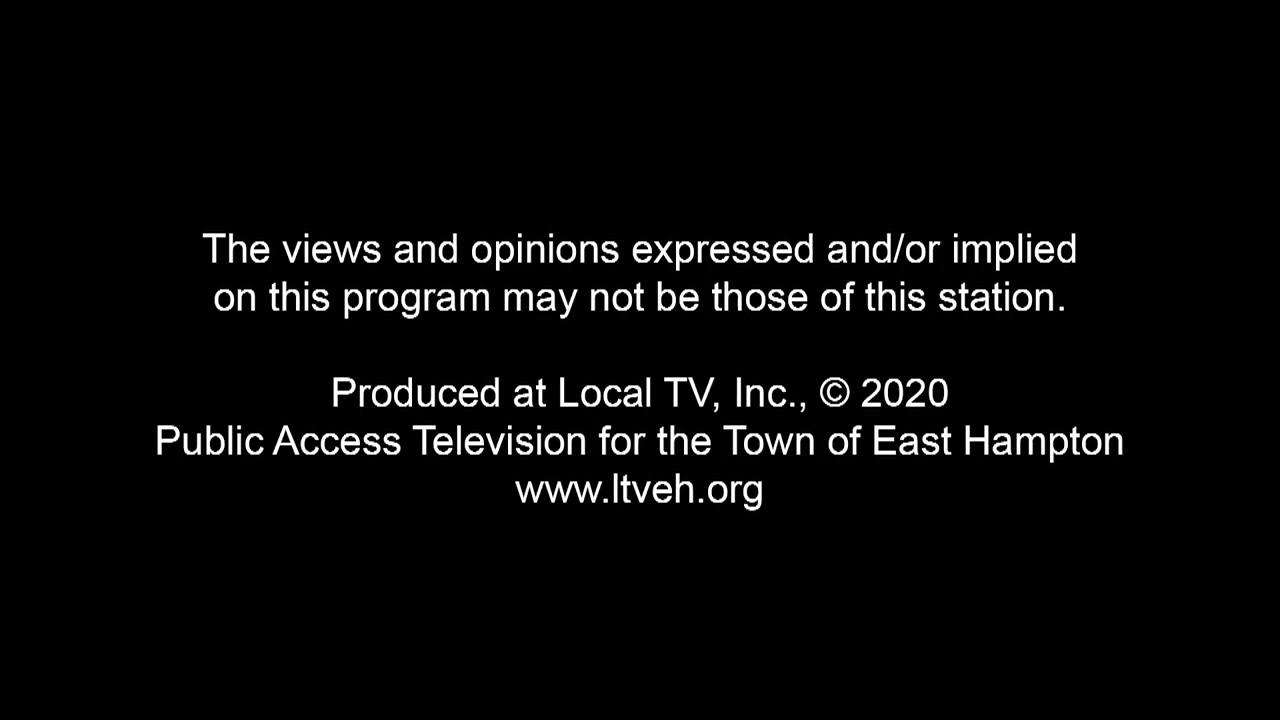 The views and opinions expressed and/or implied
on this program may not be those of this station.
Produced at Local TV, Inc., © 2020
Public Access Television for the Town of East Hampton
www.ltveh.org